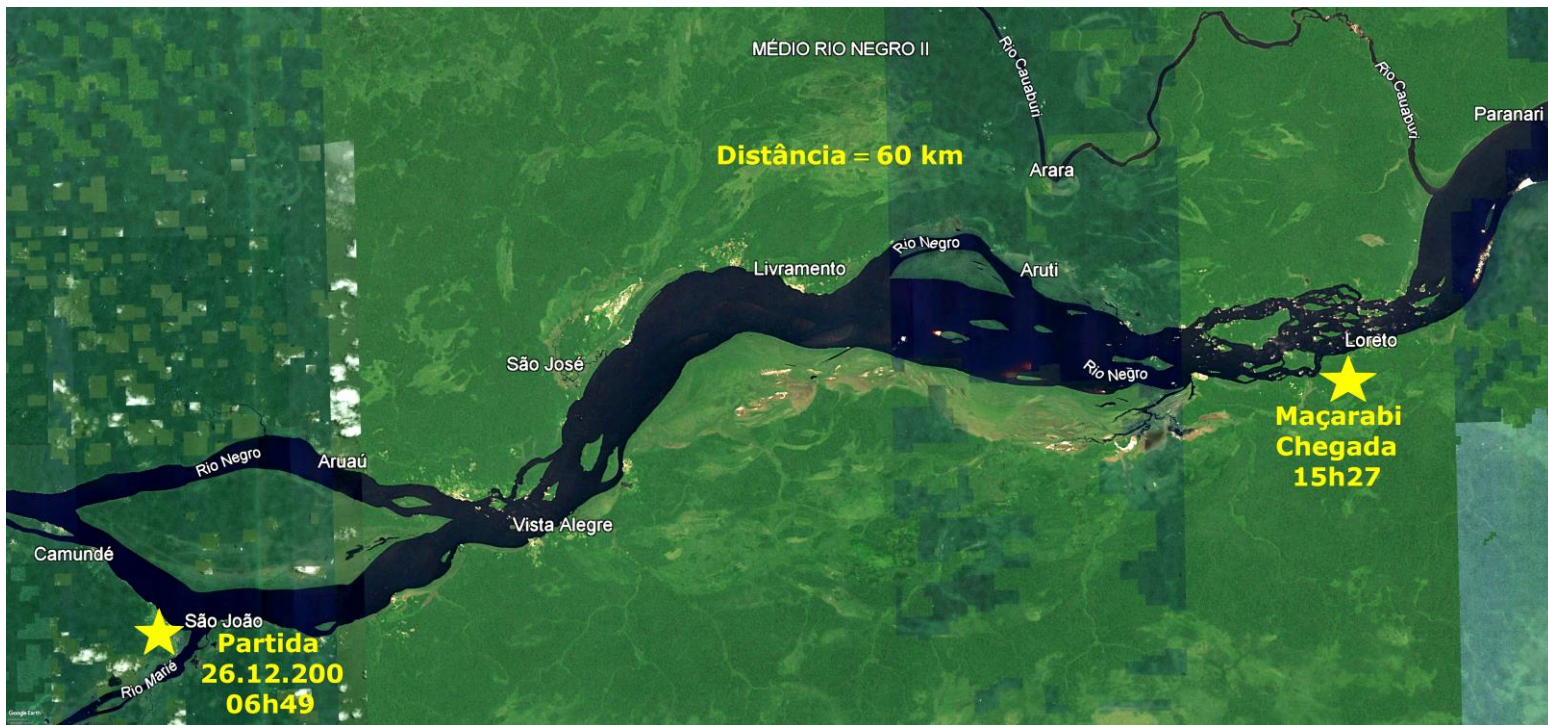 MÉDIO RIO NEGRO II
Rio Cauaburi
Rio Cauaburi
Paranari
Distância = 60 km
Arara
Rio Negro
Livramento
Aruti
São José
Rio Negro
Loreto
Maçarabi
Chegada
15h27
Rio Negro
Aruaú
Vista Alegre
Camundé
São João
Partida
26.12.200
06h49
Rio Marié
Google Earth